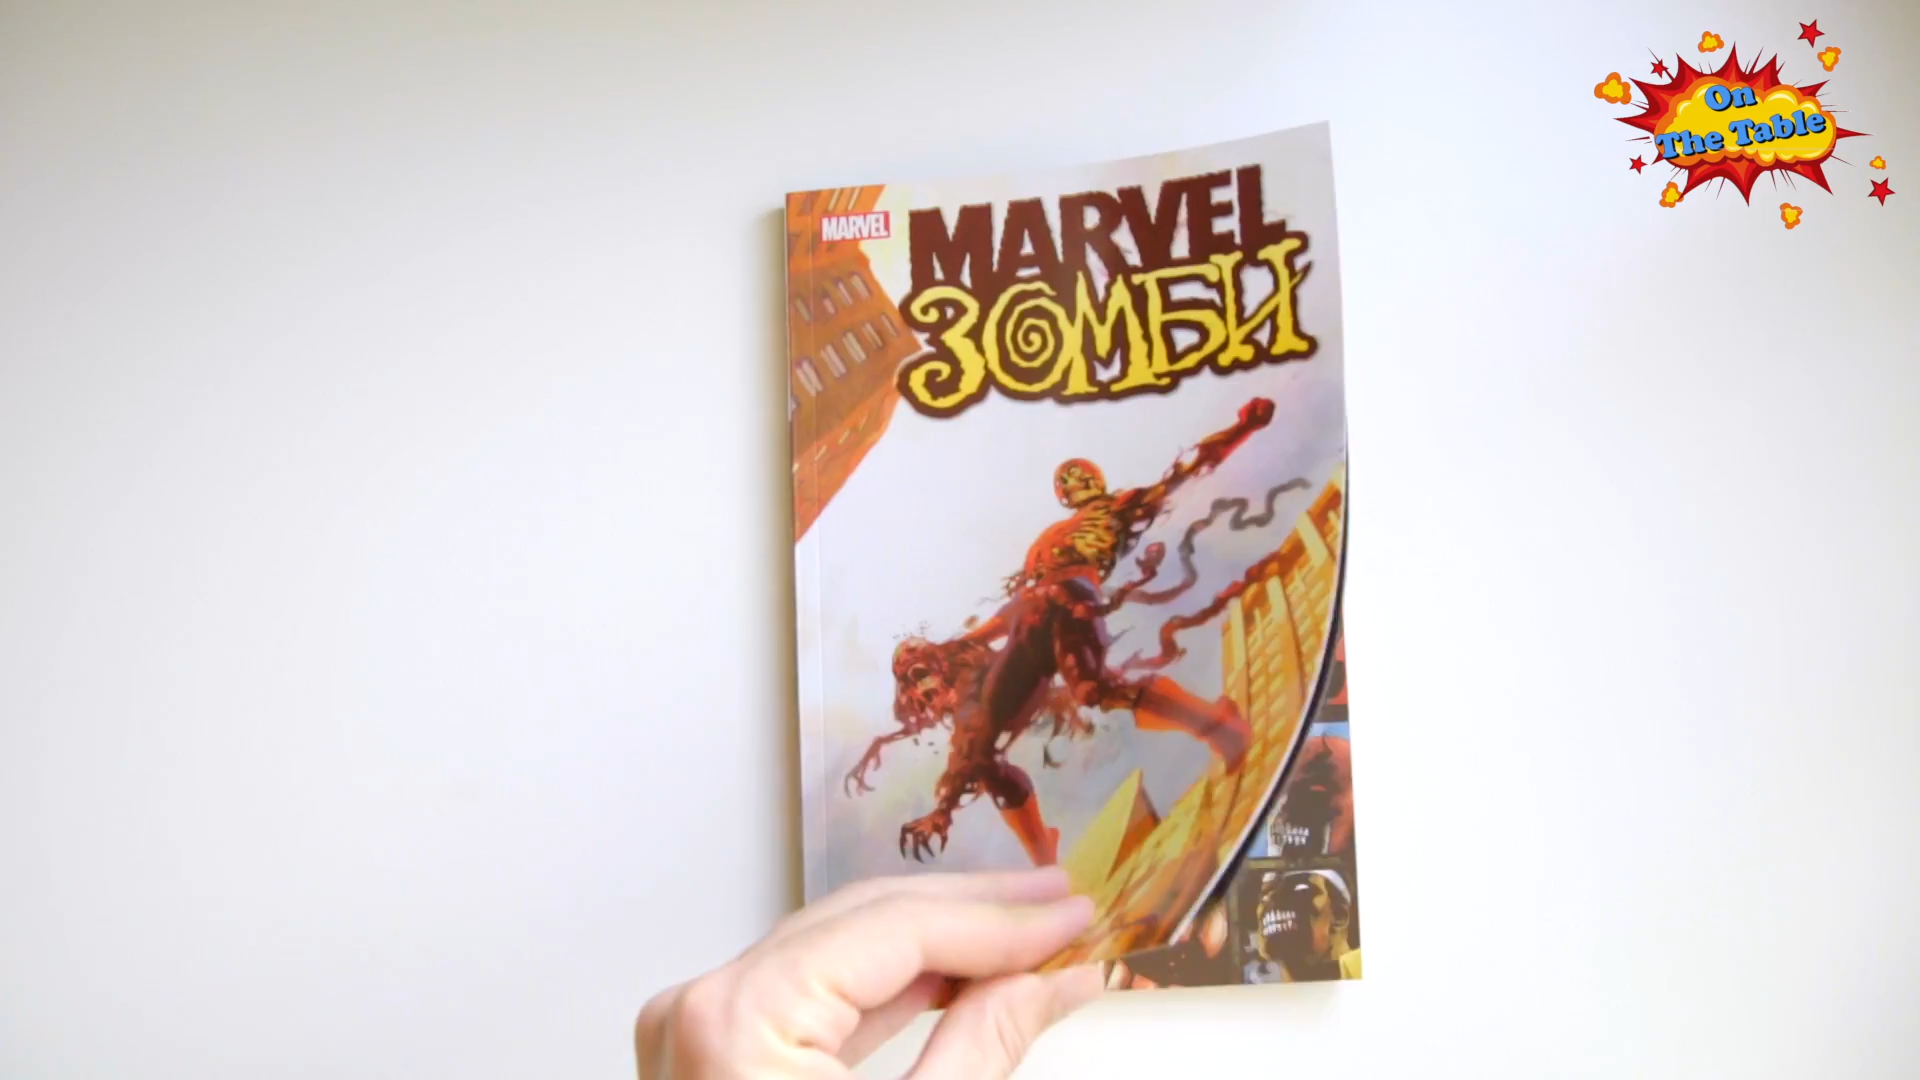 MARVEL
MARVEL
ЗОМБИ
On
The Table